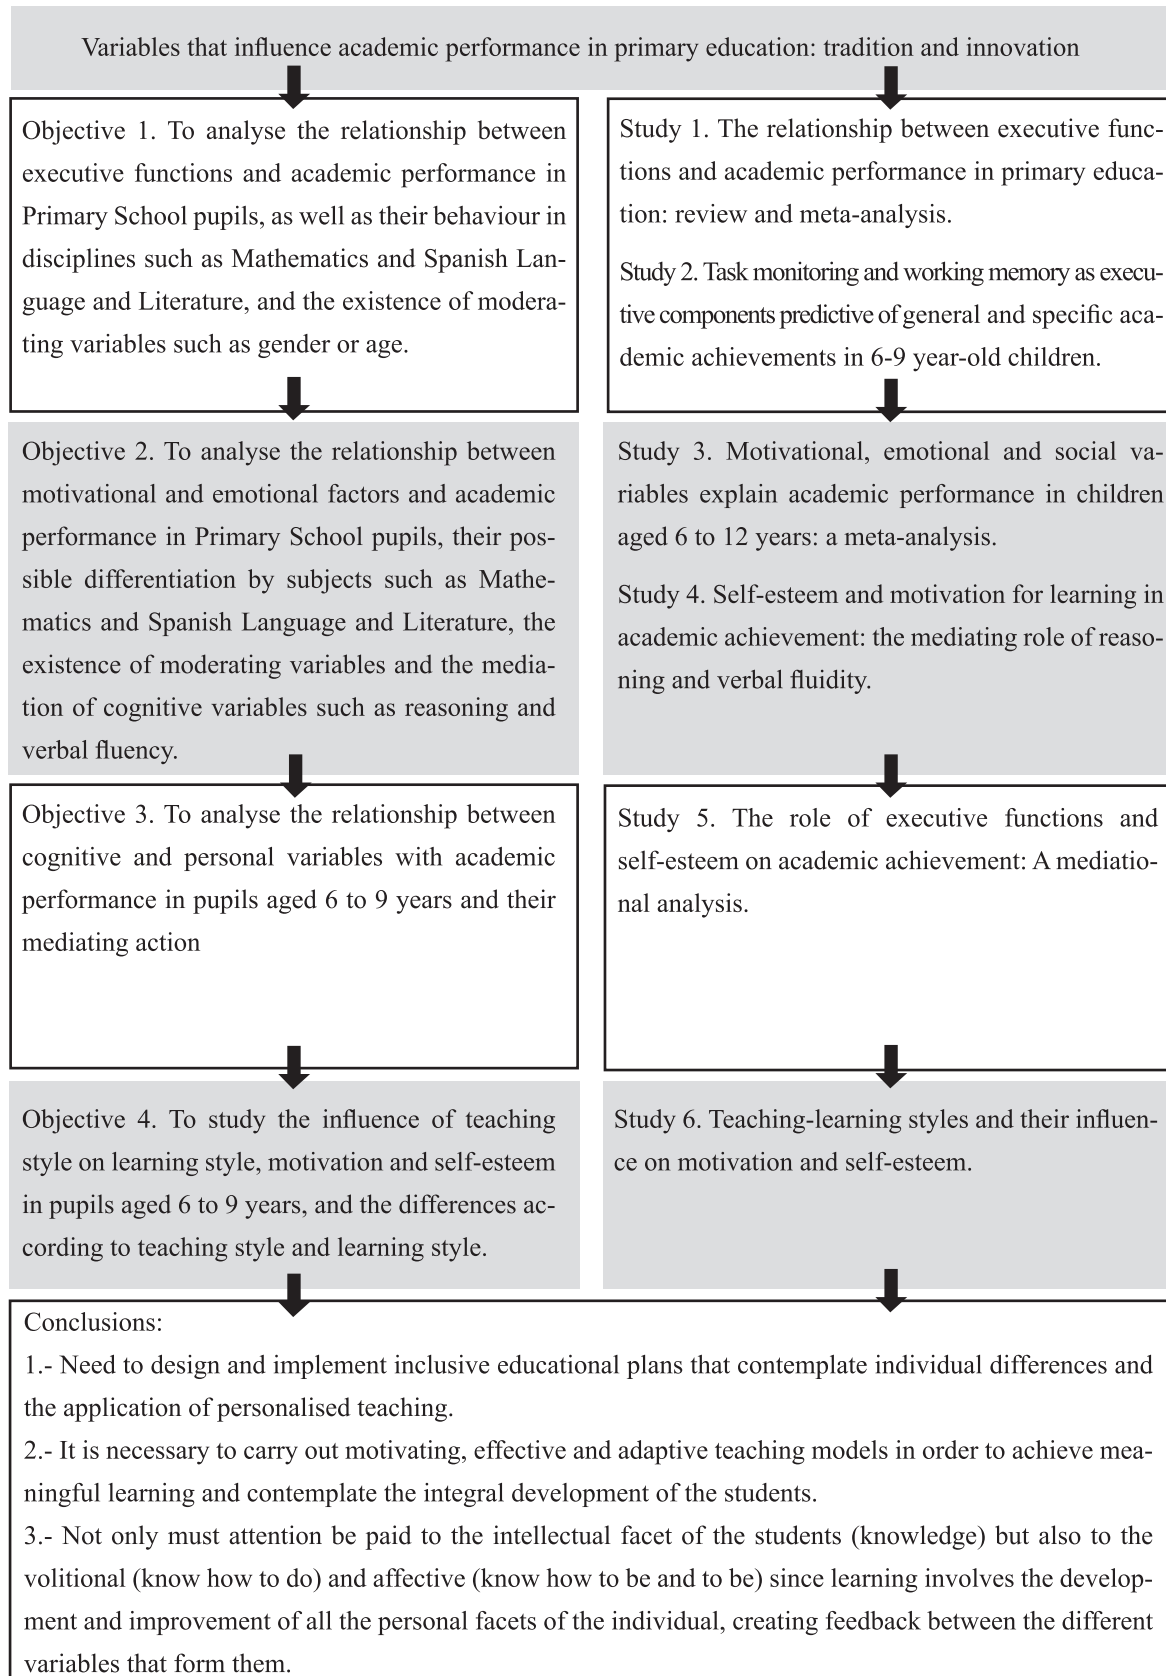 Variables that influence academic performance in primary education: tradition and innovation
Objective 1. To analyse the relationship between
executive functions and academic performance in
Primary School pupils, as well as their behaviour in
disciplines such as Mathematics and Spanish Lan-
guage and Literature, and the existence of modera-
ting variables such as gender or age.
Study 1. The relationship between executive func-
tions and academic performance in primary educa-
tion: review and meta-analysis.
Study 2. Task monitoring and working memory as execu-
tive components predictive of general and specific aca-
demic achievements in 6-9 year-old children.
Objective 2. To analyse the relationship between
motivational and emotional factors and academic
performance in Primary School pupils, their pos-
sible differentiation by subjects such as Mathe-
matics and Spanish Language and Literature, the
existence of moderating variables and the media-
tion of cognitive variables such as reasoning and
verbal fluency.
Study 3. Motivational, emotional and social va-
riables explain academic performance in children
aged 6 to 12 years: a meta-analysis.
Study 4. Self-esteem and motivation for learning in
academic achievement: the mediating role of reaso-
ning and verbal fluidity.
Objective 3. To analyse the relationship between
cognitive and personal variables with academic
performance in pupils aged 6 to 9 years and their
mediating action
Study 5. The role of executive functions and
self-esteem on academic achievement: A mediatio-
nal analysis.
Objective 4. To study the influence of teaching
style on learning style, motivation and self-esteem
in pupils aged 6 to 9 years, and the differences ac-
cording to teaching style and learning style.
Study 6. Teaching-learning styles and their influen-
ce on motivation and self-esteem.
Conclusions:
1.- Need to design and implement inclusive educational plans that contemplate individual differences and
the application of personalised teaching.
2.- It is necessary to carry out motivating, effective and adaptive teaching models in order to achieve mea-
ningful learning and contemplate the integral development of the students.
3.- Not only must attention be paid to the intellectual facet of the students (knowledge) but also to the
volitional (know how to do) and affective (know how to be and to be) since learning involves the develop-
ment and improvement of all the personal facets of the individual, creating feedback between the different
variables that form them.